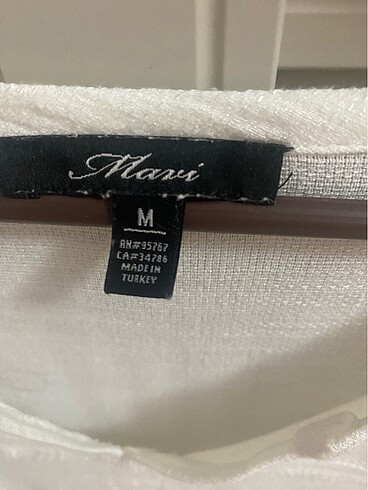 Mavi
M
RN#95767
CA#34786
MADE IN
TURKEY